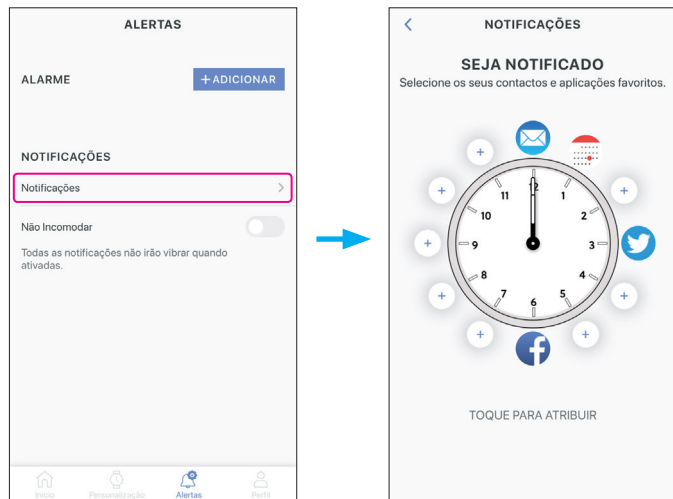 ALERTAS
ALARME
+ADICIONAR
NOTIFICAÇÕES
Notificações
Não Incomodar
Todas as notificações não irão vibrar quando
ativadas.
Início
Personalização
Alertas
Perfil
NOTIFICAÇÕES
SEJA NOTIFICADO
Selecione os seus contactos e aplicações favoritos.
12
1
2
3
4
5
6
7
8
9
10
11
TOQUE PARA ATRIBUIR